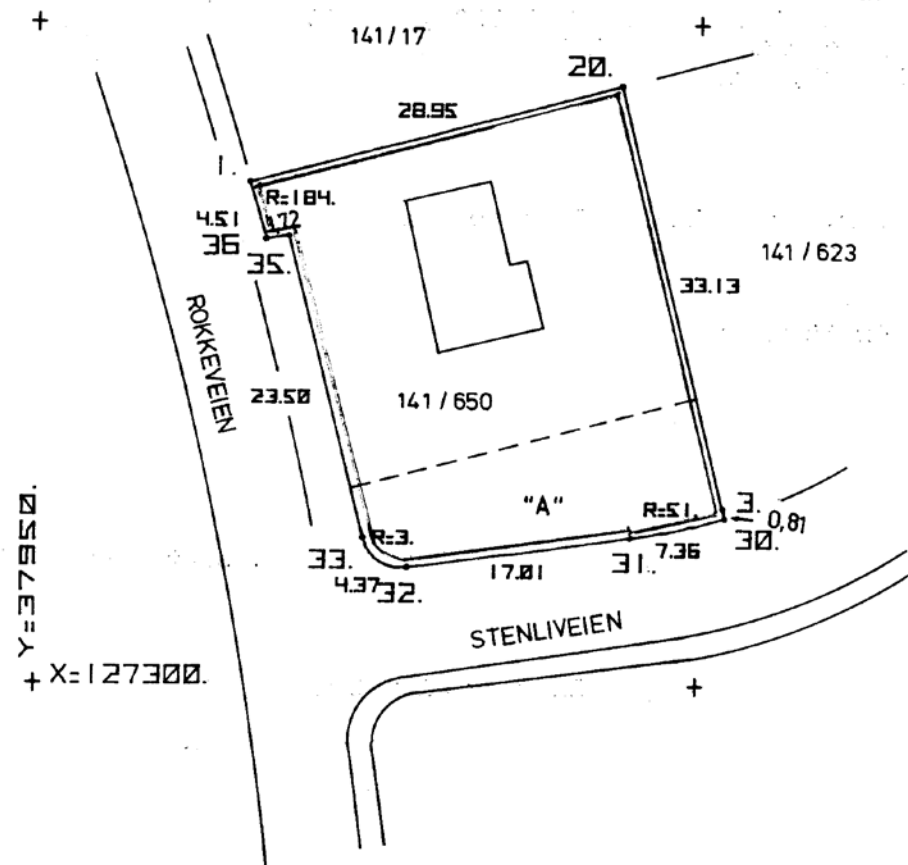 141/17
20.
28.95
1.
R=184.
4.51
1,72
36
35.
141 / 623
33.13
ROKKEVEIEN
23.50
141 / 650
"A"
R=51.
3.
0,81
30.
R=3.
33.
4.37
32.
17.01
31.
7.36
STENLIVEIEN
Y=37550.
X=127300.